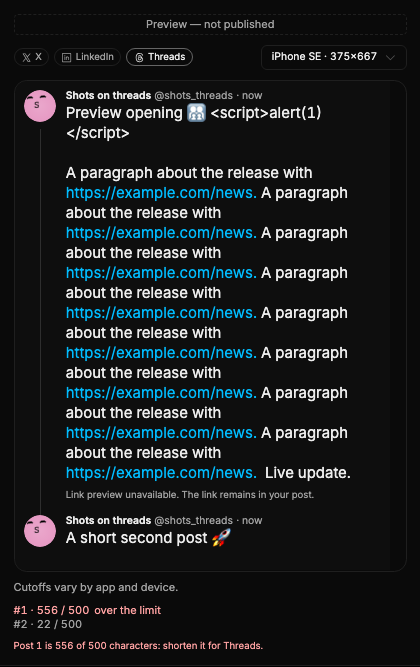 Preview — not published
X LinkedIn Threads iPhone SE · 375×667
Shots on threads @shots_threads · now
Preview opening <script>alert(1)
</script>
A paragraph about the release with
https://example.com/news. A paragraph
about the release with
https://example.com/news. A paragraph
about the release with
https://example.com/news. A paragraph
about the release with
https://example.com/news. A paragraph
about the release with
https://example.com/news. A paragraph
about the release with
https://example.com/news. A paragraph
about the release with
https://example.com/news. A paragraph
about the release with
https://example.com/news.  Live update.
Link preview unavailable. The link remains in your post.
Shots on threads @shots_threads · now
A short second post 🚀
Cutoffs vary by app and device.
#1 · 556 / 500 over the limit
#2 · 22 / 500
Post 1 is 556 of 500 characters: shorten it for Threads.